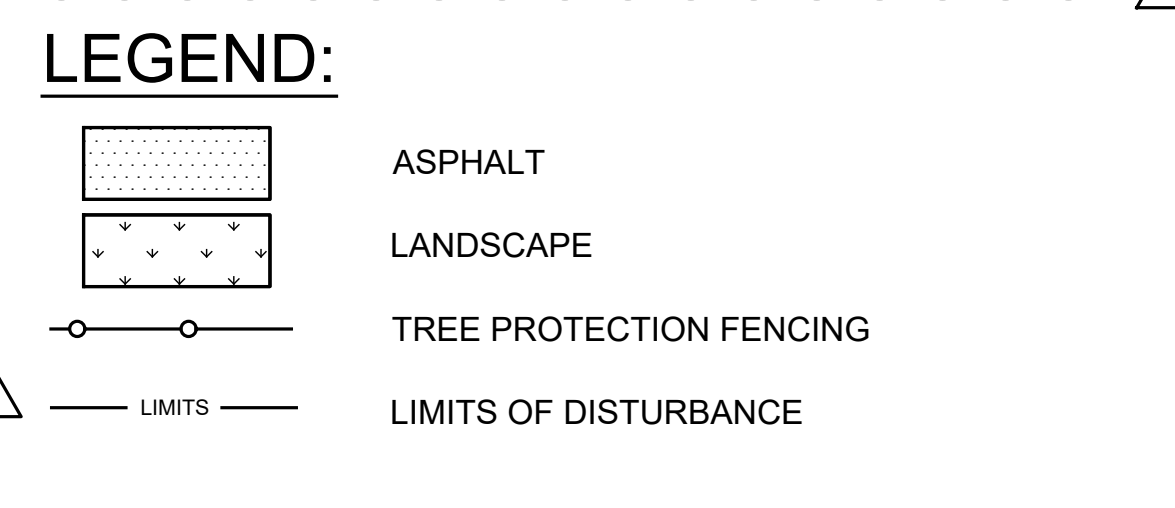 LEGEND:
ASPHALT
LANDSCAPE
TREE PROTECTION FENCING
LIMITS LIMITS OF DISTURBANCE